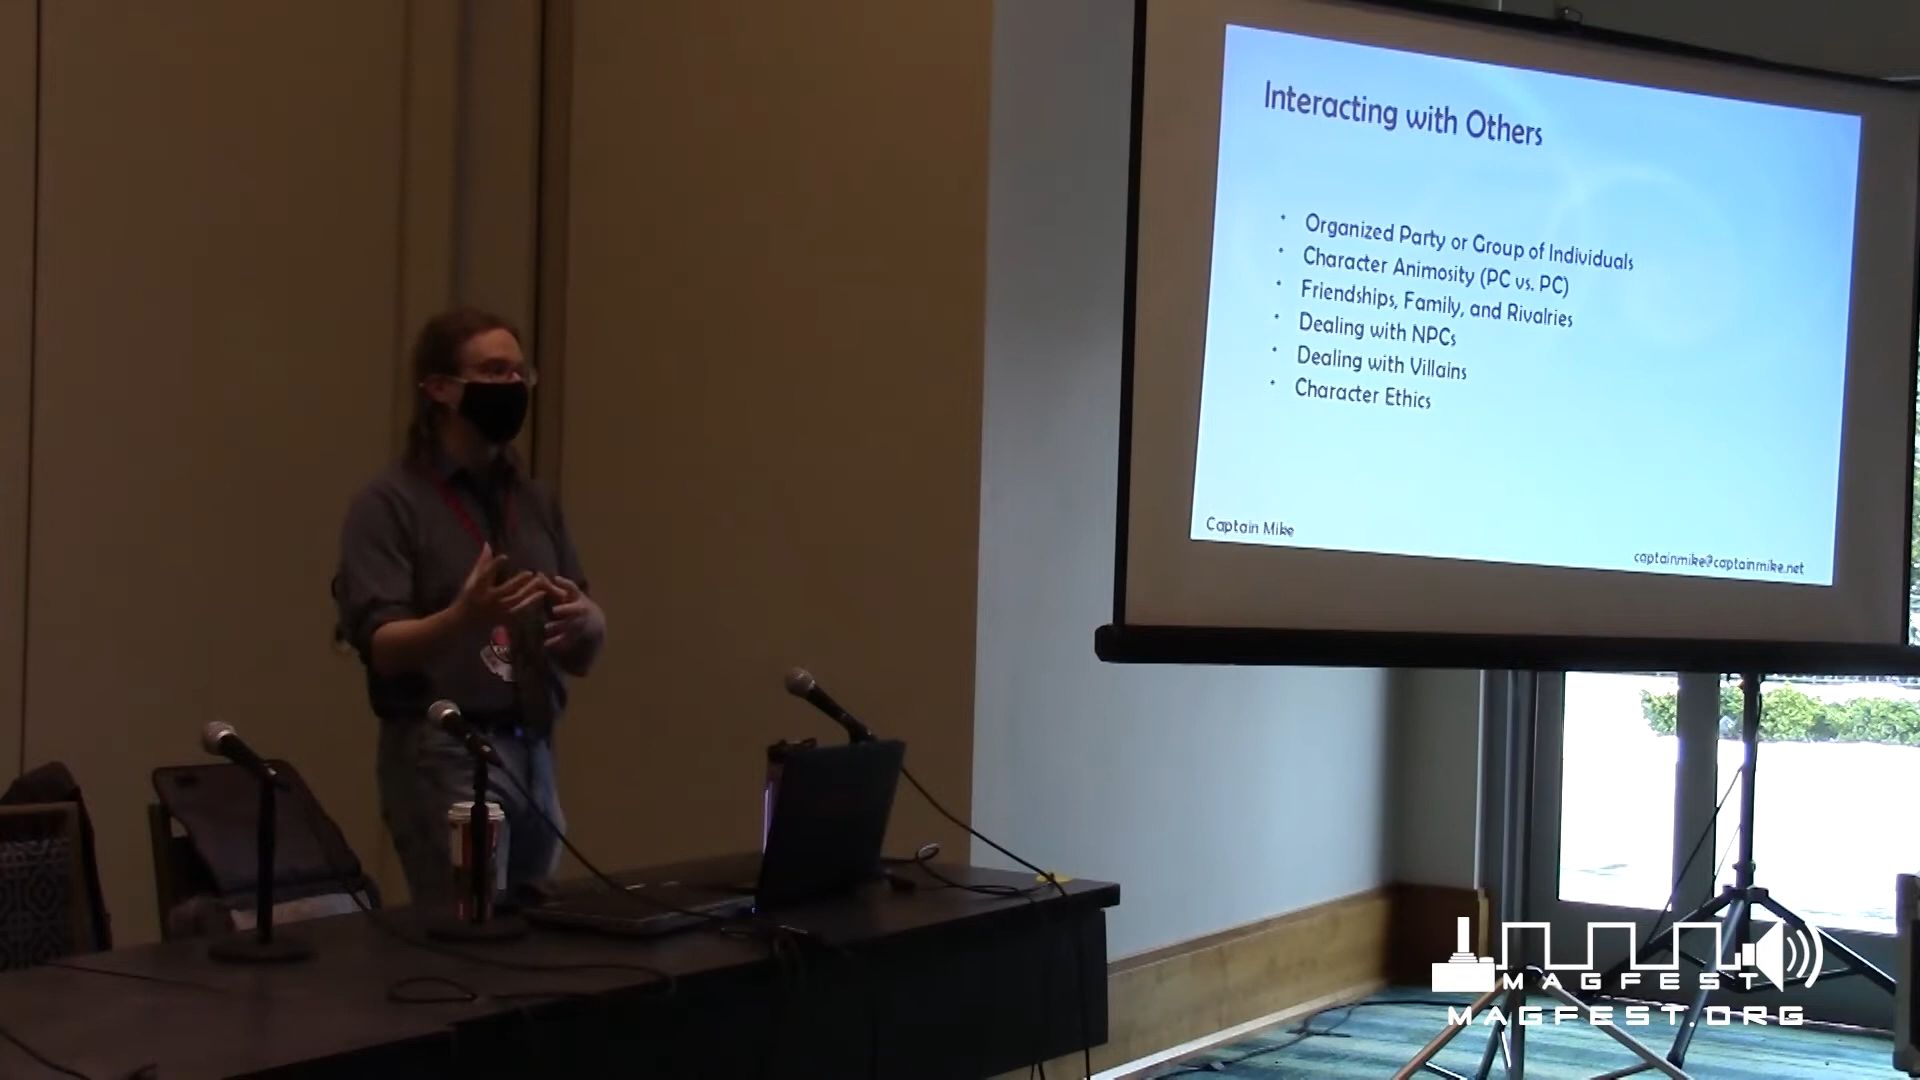 Interacting with Others
• Organized Party or Group of Individuals
• Character Animosity (PC vs. PC)
• Friendships, Family, and Rivalries
• Dealing with NPCs
• Dealing with Villains
• Character Ethics
Captain Mike
captainmike@captainmike.net
MAGFEST
MAGFEST.ORG